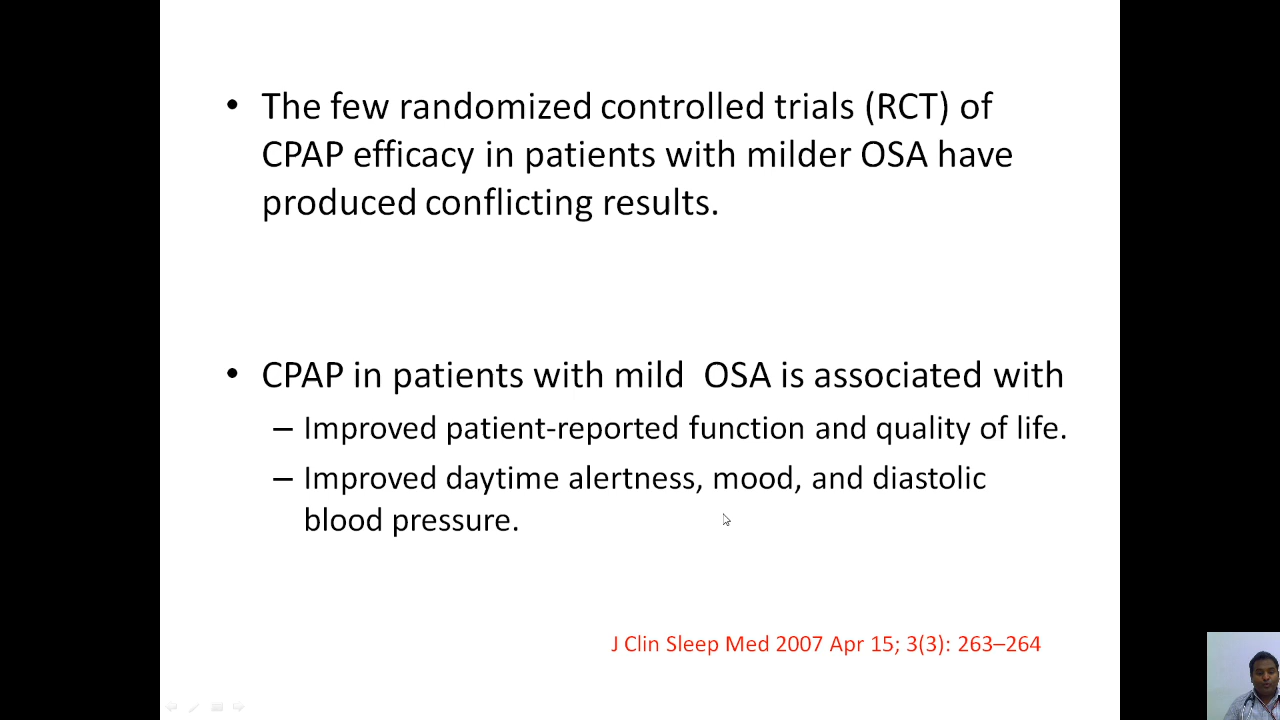 • The few randomized controlled trials (RCT) of
CPAP efficacy in patients with milder OSA have
produced conflicting results.
• CPAP in patients with mild  OSA is associated with
– Improved patient-reported function and quality of life.
– Improved daytime alertness, mood, and diastolic
blood pressure.
J Clin Sleep Med 2007 Apr 15; 3(3): 263–264